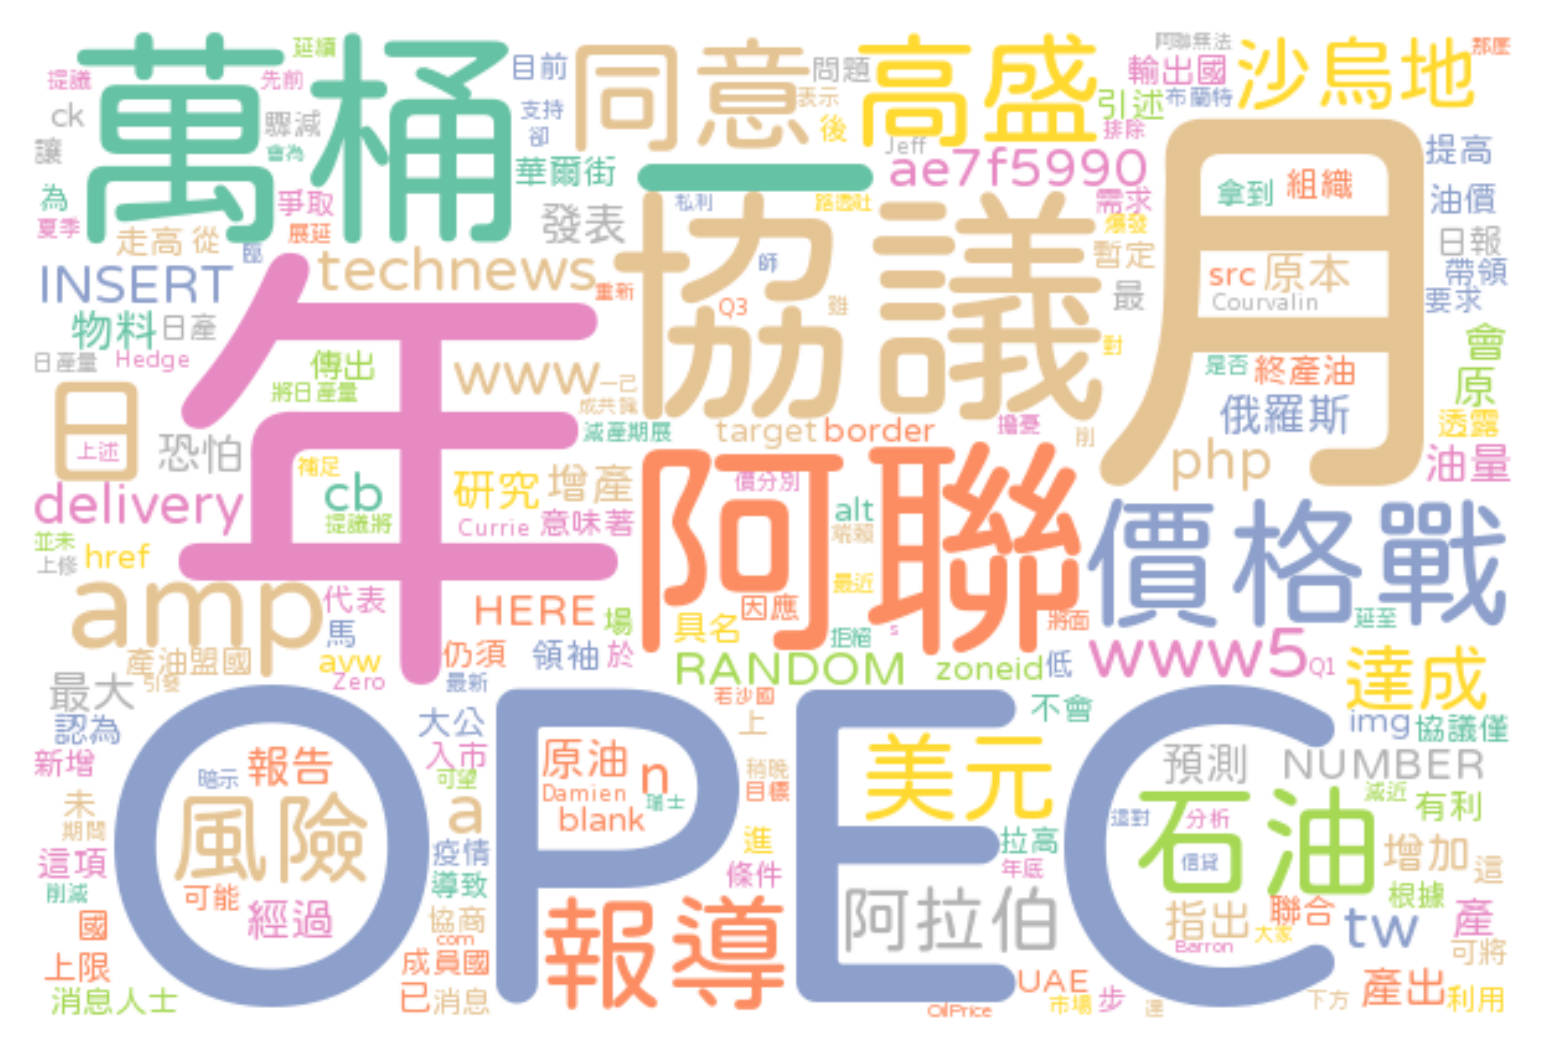 延續
提議
先前
ck
驟減
讓
會為
為
夏季
爭取
展延
走高
從
萬桶
目前
支持
卻
同意
問題
表示
後
高盛
Jeff
引述
排除
阿聯無法
輸出國
布蘭特
沙烏地
那麼
華爾街
一
ae7f5990
發表
私利
路透社
需求
爆發
暫定
最
提高
拿到
組織
油價
日報
帶領
要求
INSERT
technews
重新
協議
師
Q3
雖
對
月
src
原本
Courvalin
物料
日產
日產量
Hedge
傳出
將日產量
年
www
一己
減產期展
target
border
擔憂
削
是否
終產油
俄羅斯
會
原
透露
油量
php
日
上述
恐怕
補足
cb
提議將
研究
增產
Currie
意味著
阿聯
價分別
alt
端賴
最近
因應
具名
拒絕
s
將面
價格戰
延至
delivery
並未
上修
href
amp
代表
馬
HERE
場
仍須
領袖
於
RANDOM
zoneid
低
www5
Q1
達成
產油盟國
引發
avw
Zero
最新
最大
認為
新增
未
期間
這項
削減
國
上限
消息人士
OPEC
暗示
報告
風險
可能
經過
大公
入市
可望
a
疫情
導致
協商
com
成員國
已
消息
原油
n
Damien
瑞士
blank
若沙國
上
稍晚
目標
進
條件
報導
美元
不會
拉高
年底
阿拉伯
UAE
OilPrice
市場
步
達
img
協議僅
預測
NUMBER
減近
有利
這對
分析
石油
信貸
增加
這
根據
指出
聯合
大家
Barron
tw
產
可將
下方
產出
利用